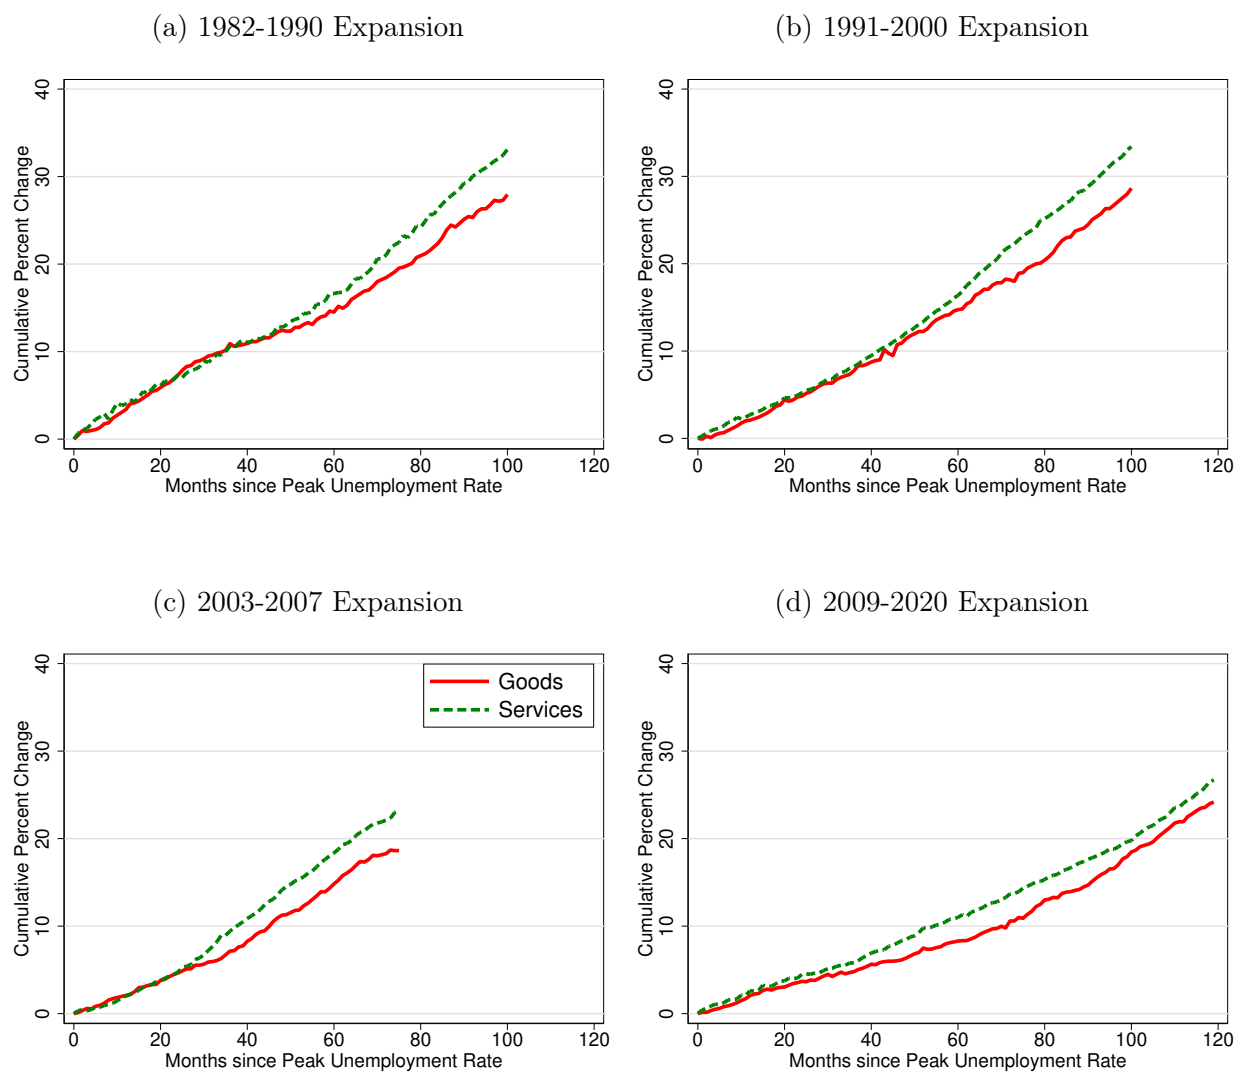 (a) 1982-1990 Expansion
Cumulative Percent Change
40
30
20
10
0
0 20 40 60 80 100 120
Months since Peak Unemployment Rate
(b) 1991-2000 Expansion
Cumulative Percent Change
40
30
20
10
0
0 20 40 60 80 100 120
Months since Peak Unemployment Rate
(c) 2003-2007 Expansion
Cumulative Percent Change
40
30
20
10
0
Goods
Services
0 20 40 60 80 100 120
Months since Peak Unemployment Rate
(d) 2009-2020 Expansion
Cumulative Percent Change
40
30
20
10
0
0 20 40 60 80 100 120
Months since Peak Unemployment Rate